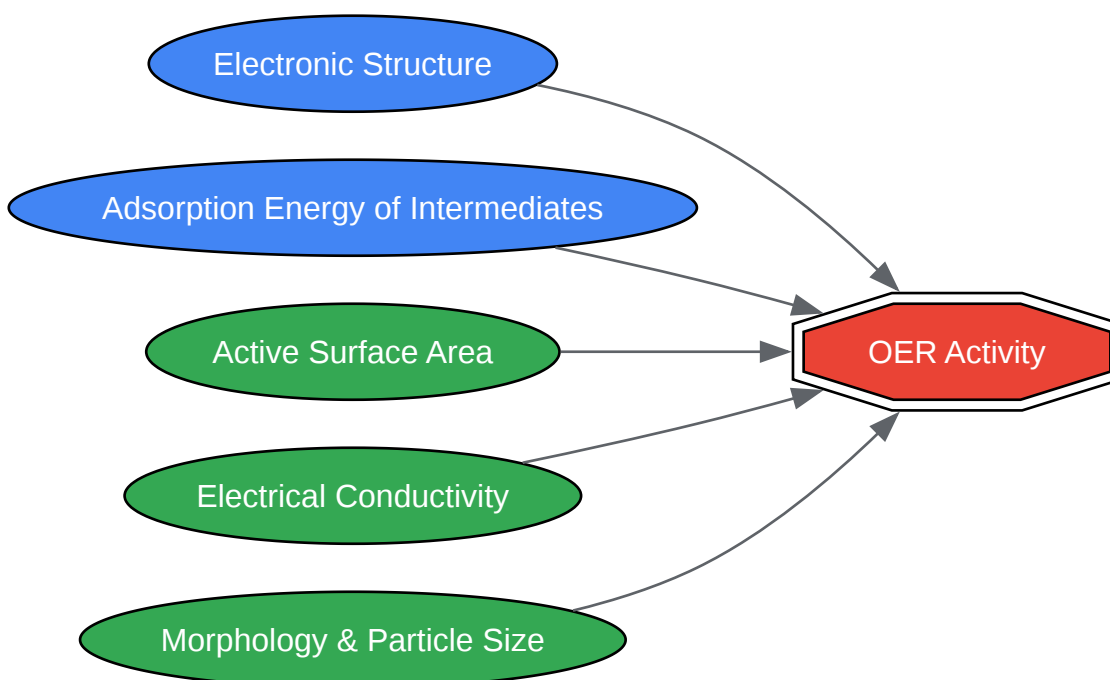 Electronic Structure
Adsorption Energy of Intermediates
Active Surface Area
OER Activity
Electrical Conductivity
Morphology & Particle Size